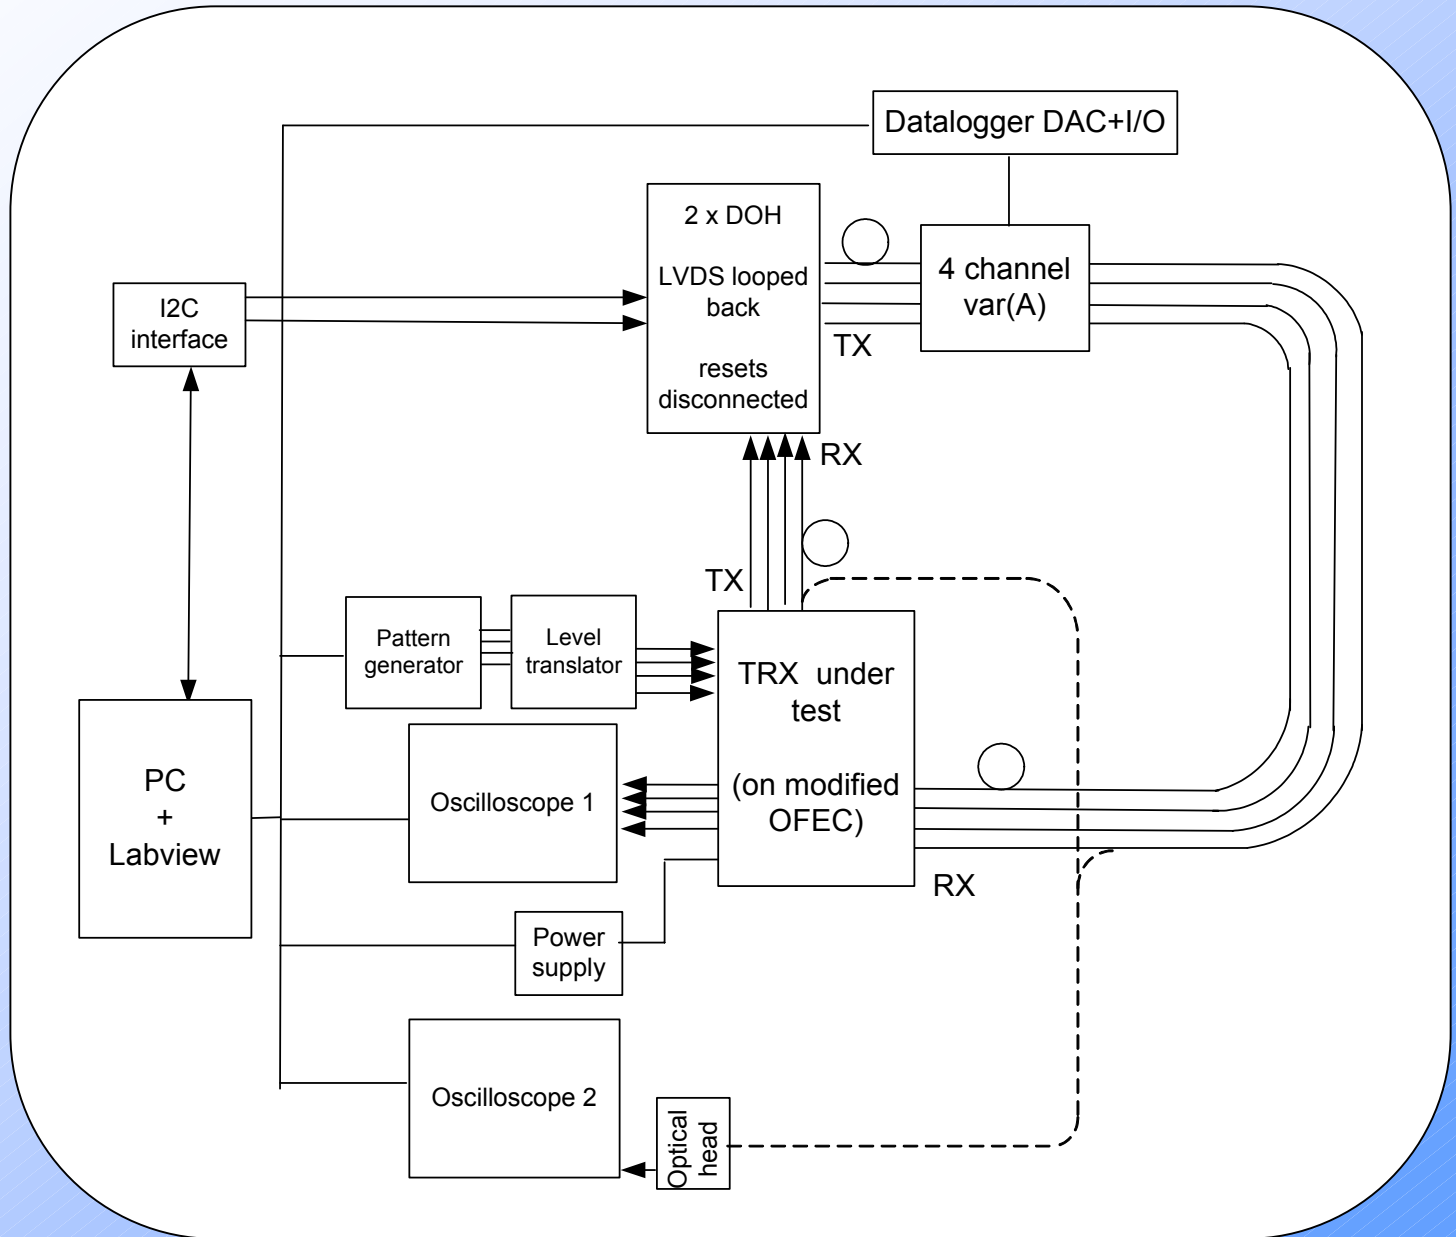 Datalogger DAC+I/O
2 x DOH
LVDS looped
back
resets
disconnected
4 channel
var(A)
TX
I2C
interface
RX
TX
Pattern
generator
Level
translator
TRX under
test
(on modified
OFEC)
PC
+
Labview
Oscilloscope 1
RX
Power
supply
Oscilloscope 2
Optical
head